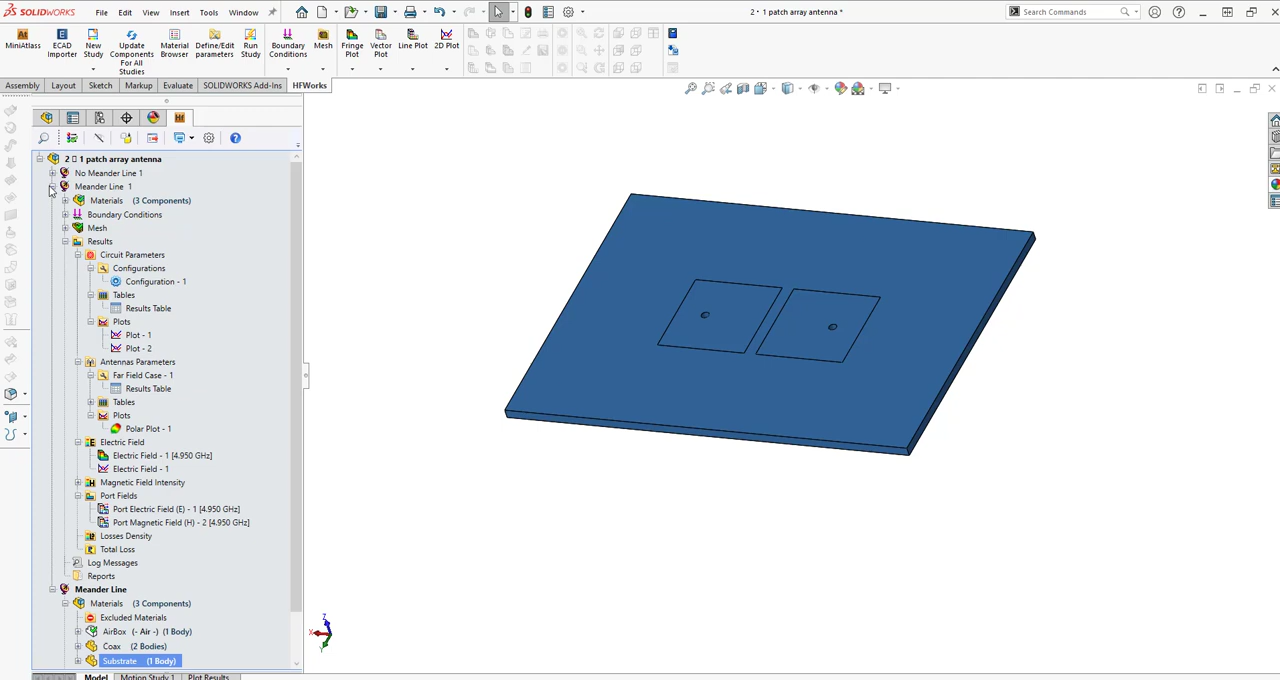 SOLIDWORKS File Edit View Insert Tools Window 2 • 1 patch array antenna * Search Commands
MiniAtlas ECAD Importer New Study Update Components For All Studies Material Browser Define/Edit parameters Run Study Boundary Conditions Mesh Fringe Plot Vector Plot Line Plot 2D Plot
Assembly Layout Sketch Markup Evaluate SOLIDWORKS Add-Ins HFWorks
2 1 patch array antenna
No Meander Line 1
Meander Line 1
Materials (3 Components)
Boundary Conditions
Mesh
Results
Circuit Parameters
Configurations
Configuration - 1
Tables
Results Table
Plots
Plot - 1
Plot - 2
Antennas Parameters
Far Field Case - 1
Results Table
Tables
Plots
Polar Plot - 1
Electric Field
Electric Field - 1 [4.950 GHz]
Electric Field - 1
Magnetic Field Intensity
Port Fields
Port Electric Field (E) - 1 [4.950 GHz]
Port Magnetic Field (H) - 2 [4.950 GHz]
Losses Density
Total Loss
Log Messages
Reports
Meander Line
Materials (3 Components)
Excluded Materials
AirBox (- Air -) (1 Body)
Coax (2 Bodies)
Substrate (1 Body)
Z
X
Y
Model Motion Study 1 Plot Results